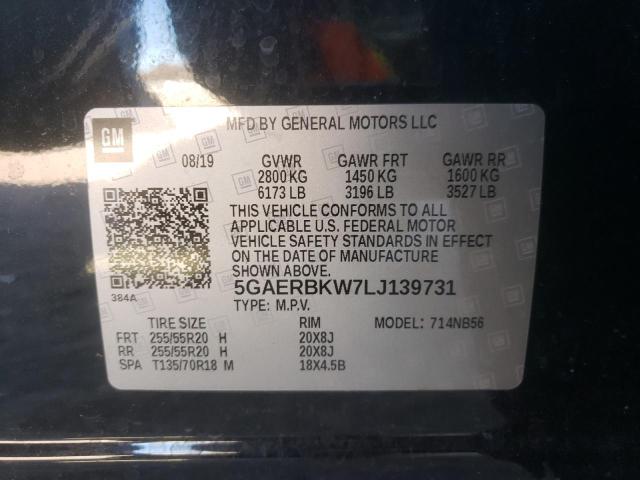 GM
MFD BY GENERAL MOTORS LLC
08/19 GVWR GAWR FRT GAWR RR
2800 KG 1450 KG 1600 KG
6173 LB 3196 LB 3527 LB
THIS VEHICLE CONFORMS TO ALL
APPLICABLE U.S. FEDERAL MOTOR
VEHICLE SAFETY STANDARDS IN EFFECT
ON THE DATE OF MANUFACTURE
SHOWN ABOVE.
384A
5GAERBKW7LJ139731
TYPE: M.P.V.
TIRE SIZE RIM MODEL: 714NB56
FRT 255/55R20 H 20X8J
RR 255/55R20 H 20X8J
SPA T135/70R18 M 18X4.5B